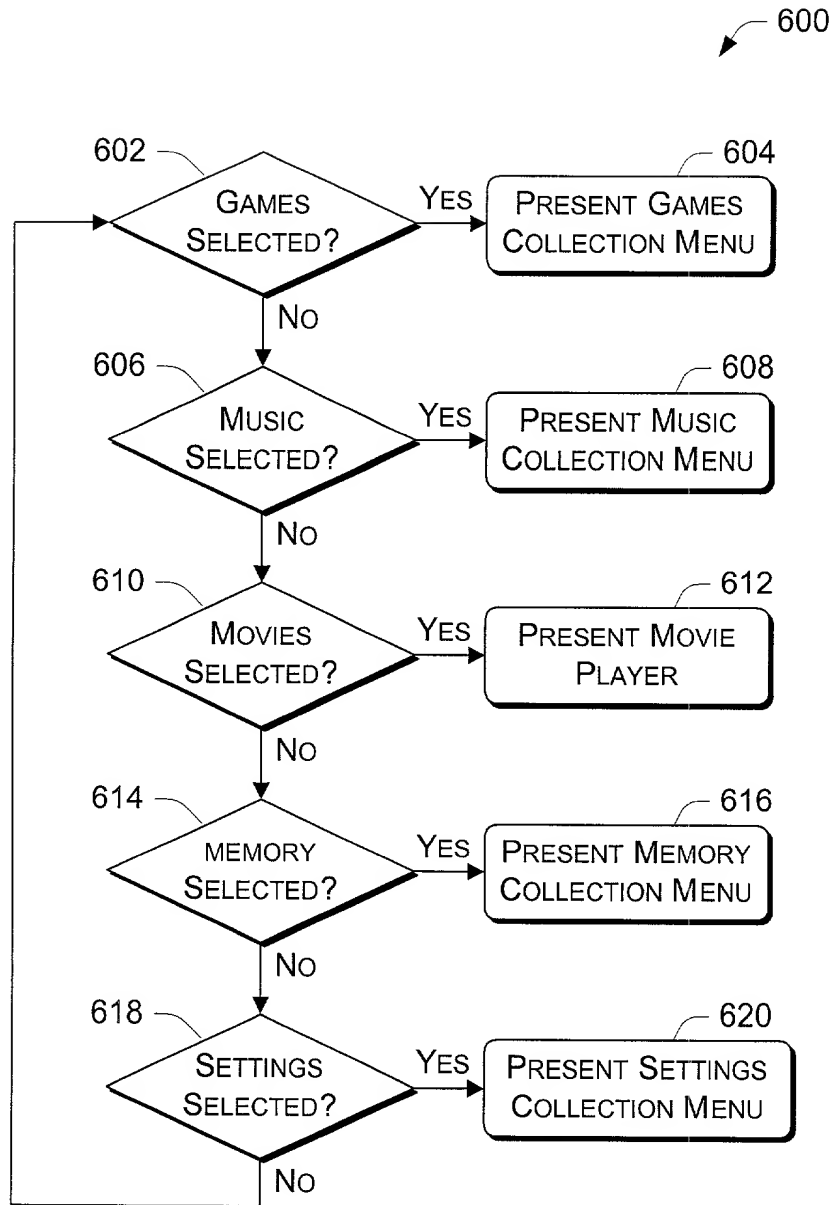 600
602
604
GAMES
SELECTED?
YES
PRESENT GAMES
COLLECTION MENU
NO
606
608
MUSIC
SELECTED?
YES
PRESENT MUSIC
COLLECTION MENU
NO
610
612
MOVIES
SELECTED?
YES
PRESENT MOVIE
PLAYER
NO
614
616
MEMORY
SELECTED?
YES
PRESENT MEMORY
COLLECTION MENU
NO
618
620
SETTINGS
SELECTED?
YES
PRESENT SETTINGS
COLLECTION MENU
NO